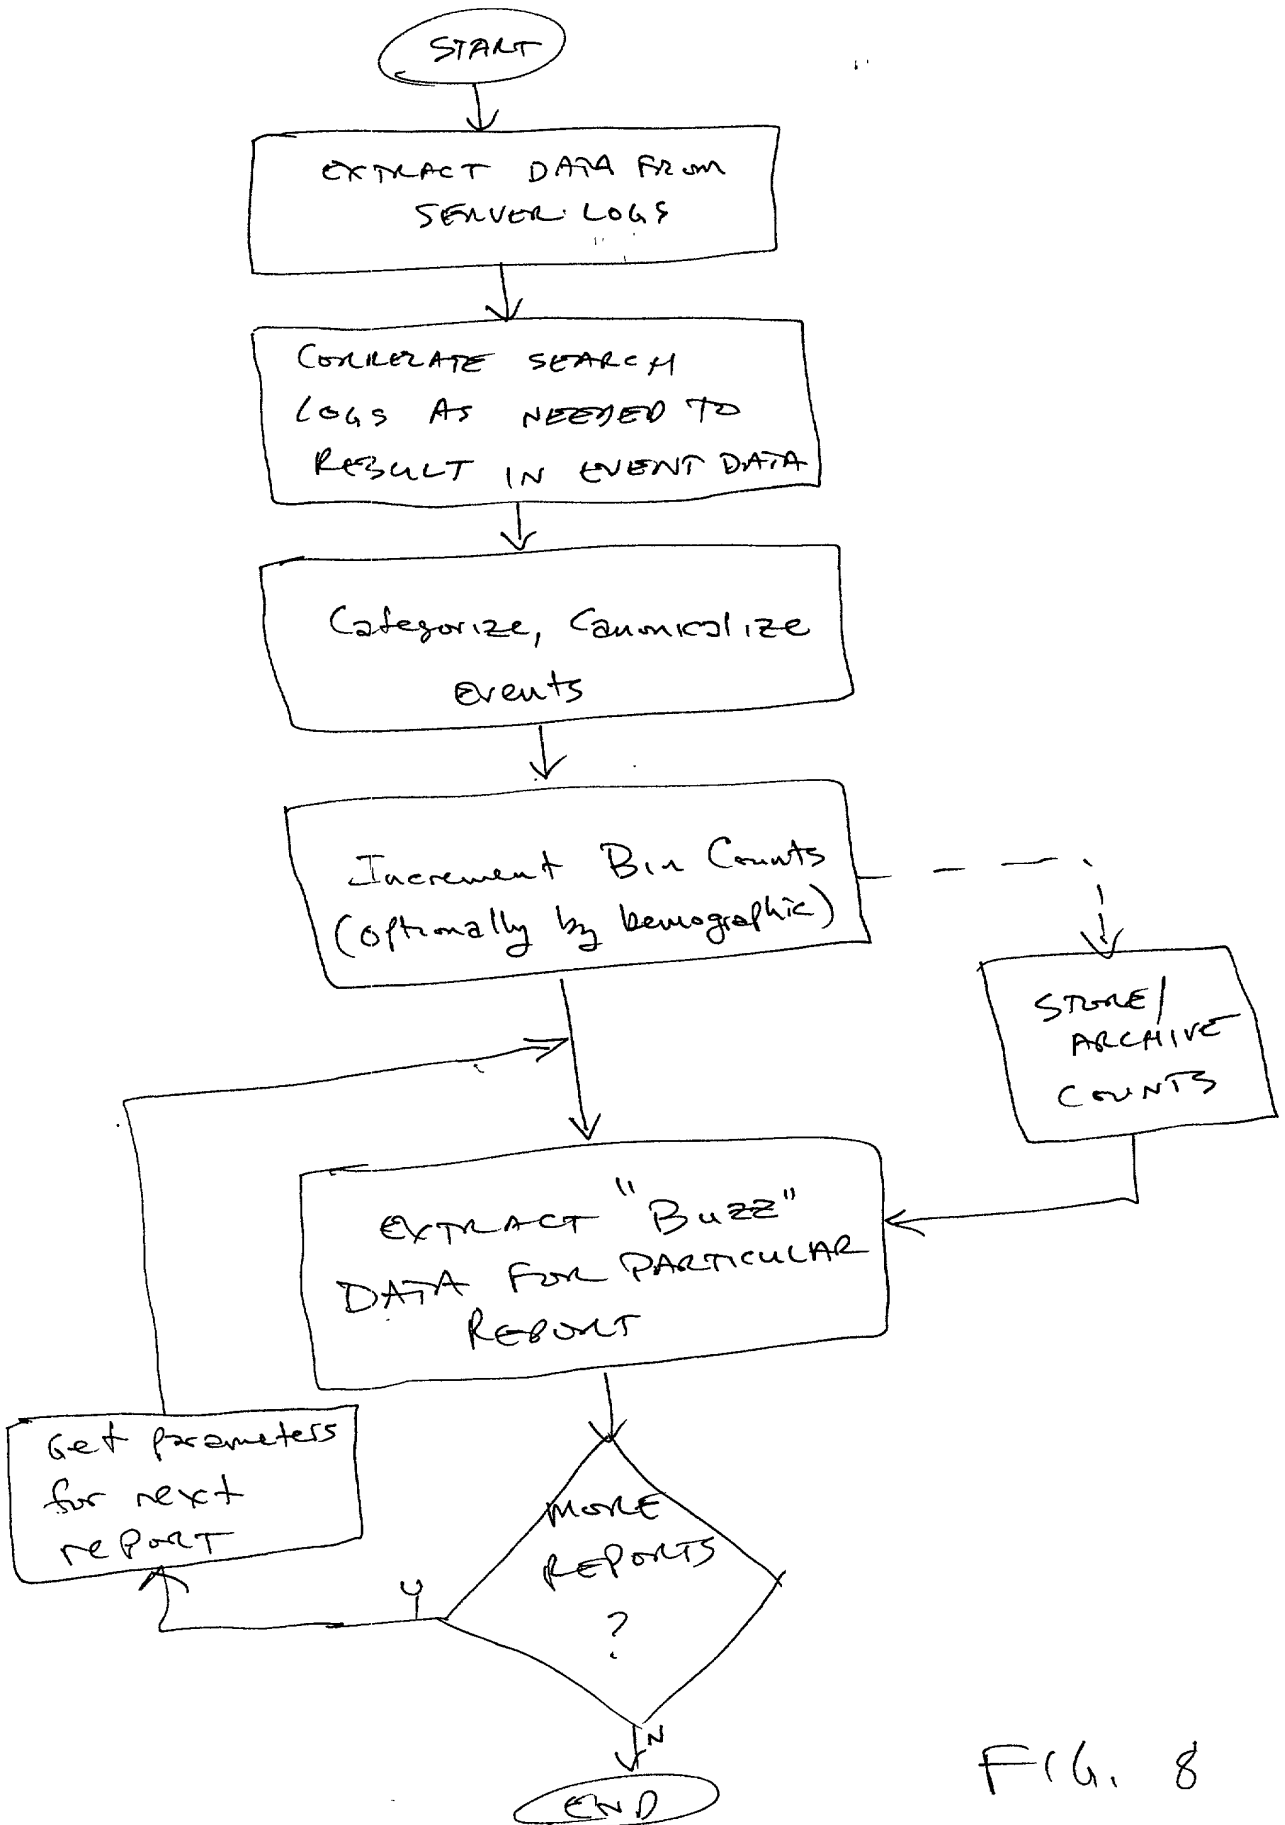 START
EXTRACT DATA FROM
SERVER LOGS
CORRELATE SEARCH
LOGS AS NEEDED TO
RESULT IN EVENT DATA
Categorize, Canonicalize
events
Increment Bin Counts
(optionally by demographic)
STORE/
ARCHIVE
COUNTS
EXTRACT "BUZZ"
DATA FOR PARTICULAR
REPORT
Get parameters
for next
rePORT
MORE
REPORTS
?
Y
N
END
FIG. 8